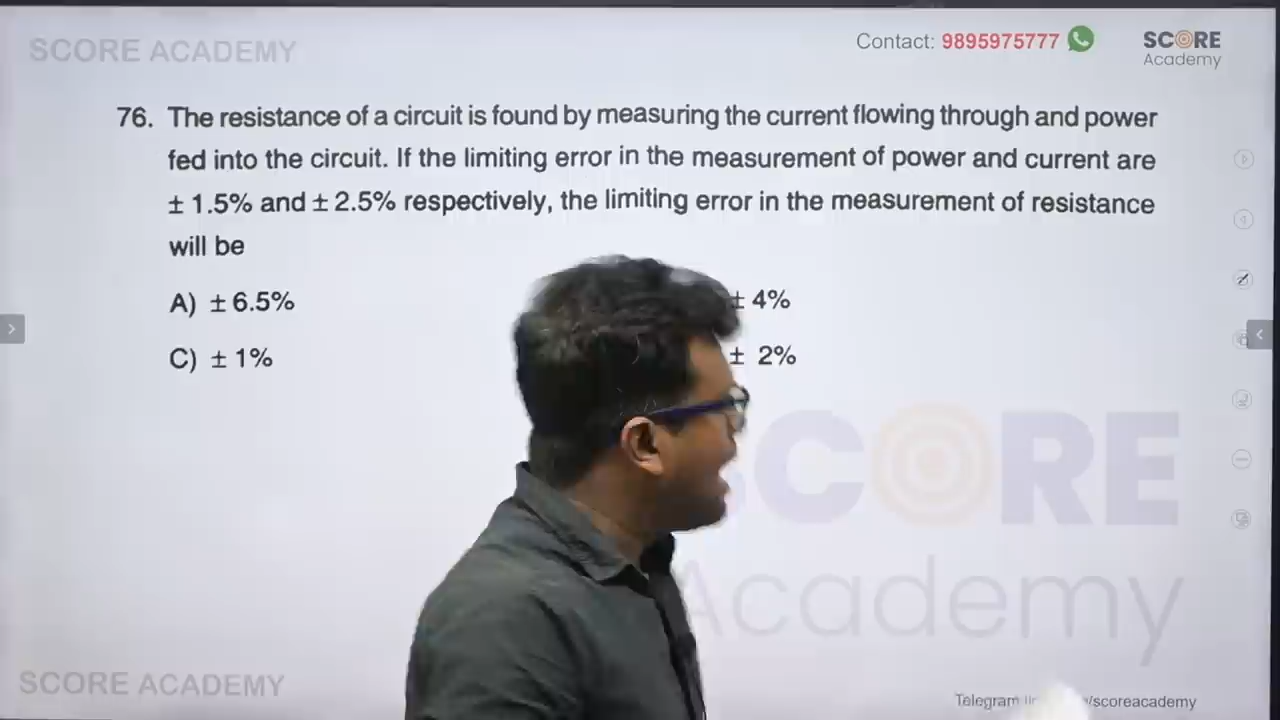 SCORE ACADEMY
Contact: 9895975777
SCORE
Academy
76. The resistance of a circuit is found by measuring the current flowing through and power
fed into the circuit. If the limiting error in the measurement of power and current are
± 1.5% and ± 2.5% respectively, the limiting error in the measurement of resistance
will be
A) ± 6.5% ± 4%
C) ± 1% ± 2%
SCORE
Academy
SCORE ACADEMY
Telegram /scoreacademy